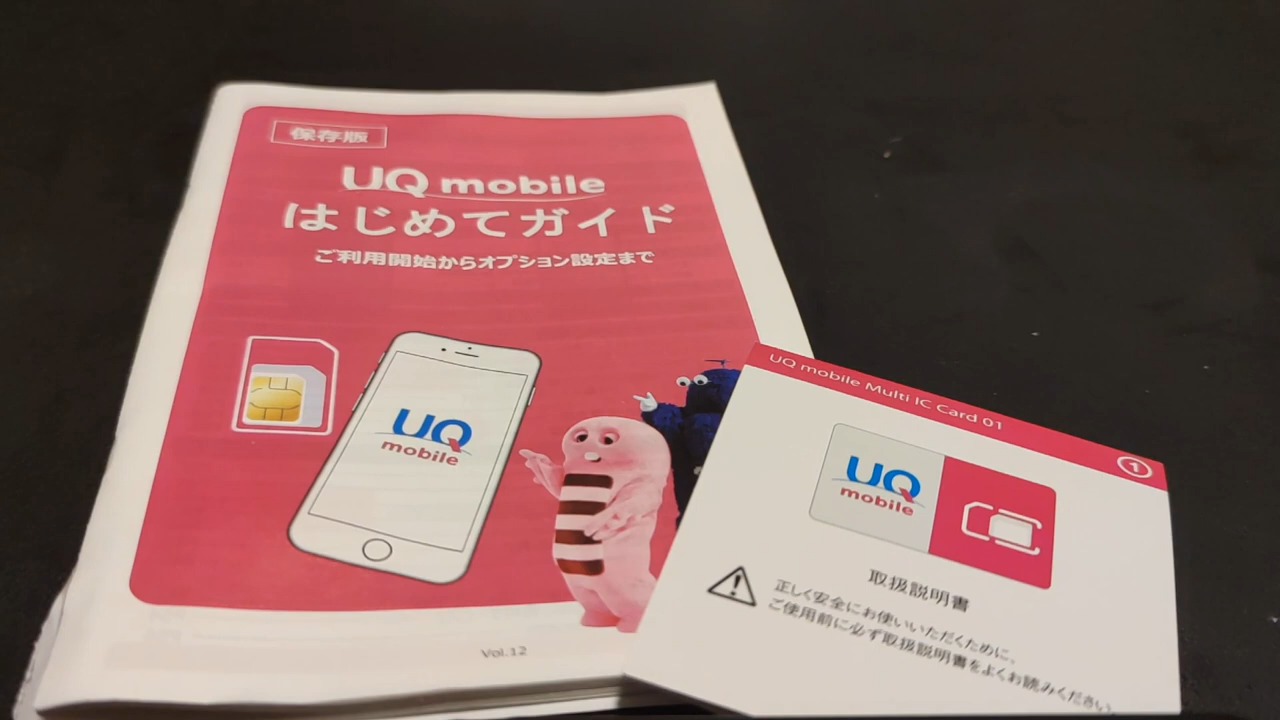 保存版
UQ mobile
はじめてガイド
ご利用開始からオプション設定まで
UQ
mobile
Vol.12
UQ mobile Multi IC Card 01
1
UQ
mobile
取扱説明書
正しく安全にお使いいただくために、
ご使用前に必ず取扱説明書をよくお読みください。